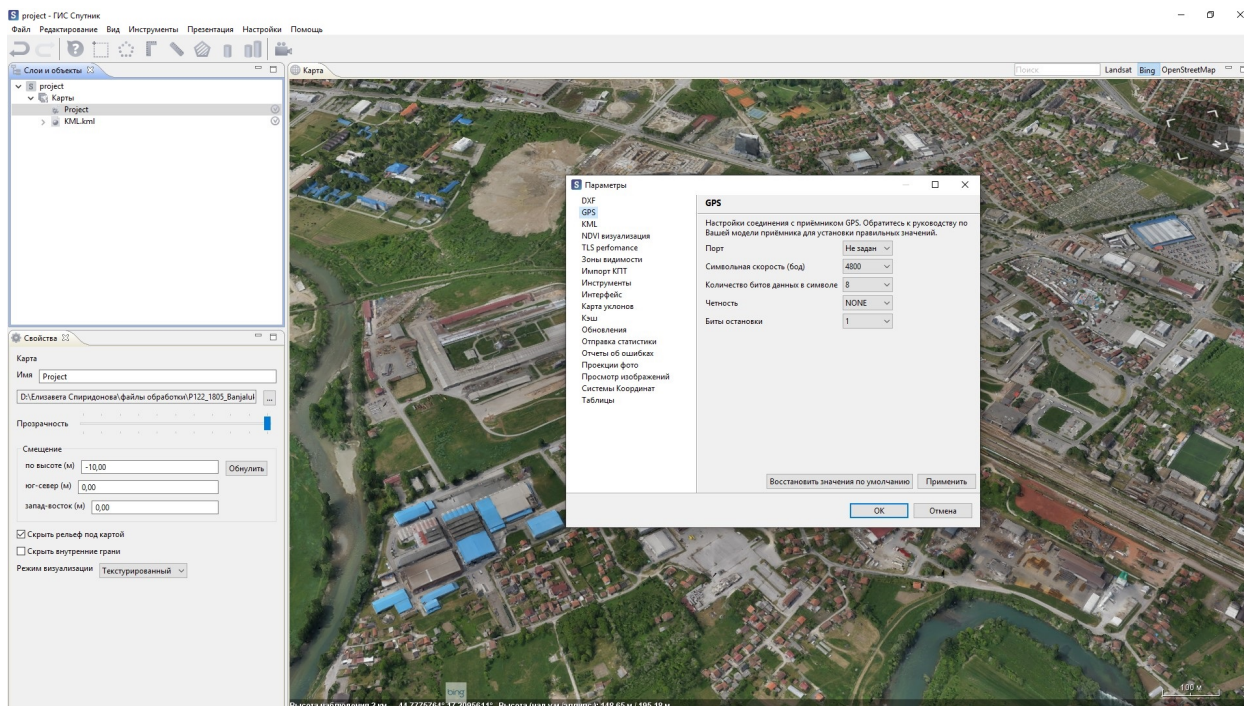 project - ГИС Спутник
Файл Редактирование Вид Инструменты Презентация Настройки Помощь
Слои и объекты
project
Карты
Project
KML.kml
Карта
Поиск
Landsat Bing OpenStreetMap
Свойства
Карта
Имя Project
D:\Елизавета Спиридонова\файлы обработки\P122_1805_Banjaluk
...
Прозрачность
Смещение
по высоте (м) -10,00 Обнулить
юг-север (м) 0,00
запад-восток (м) 0,00
Скрыть рельеф под картой
Скрыть внутренние грани
Режим визуализации Текстурированный
Параметры
DXF
GPS
KML
NDVI визуализация
TLS perfomance
Зоны видимости
Импорт КПТ
Инструменты
Интерфейс
Карта уклонов
Кэш
Обновления
Отправка статистики
Отчеты об ошибках
Проекции фото
Просмотр изображений
Системы Координат
Таблицы
GPS
Настройки соединения с приёмником GPS. Обратитесь к руководству по
Вашей модели приёмника для установки правильных значений.
Порт Не задан
Символьная скорость (бод) 4800
Количество битов данных в символе 8
Четность NONE
Биты остановки 1
Восстановить значения по умолчанию Применить
OK Отмена
bing
100 м